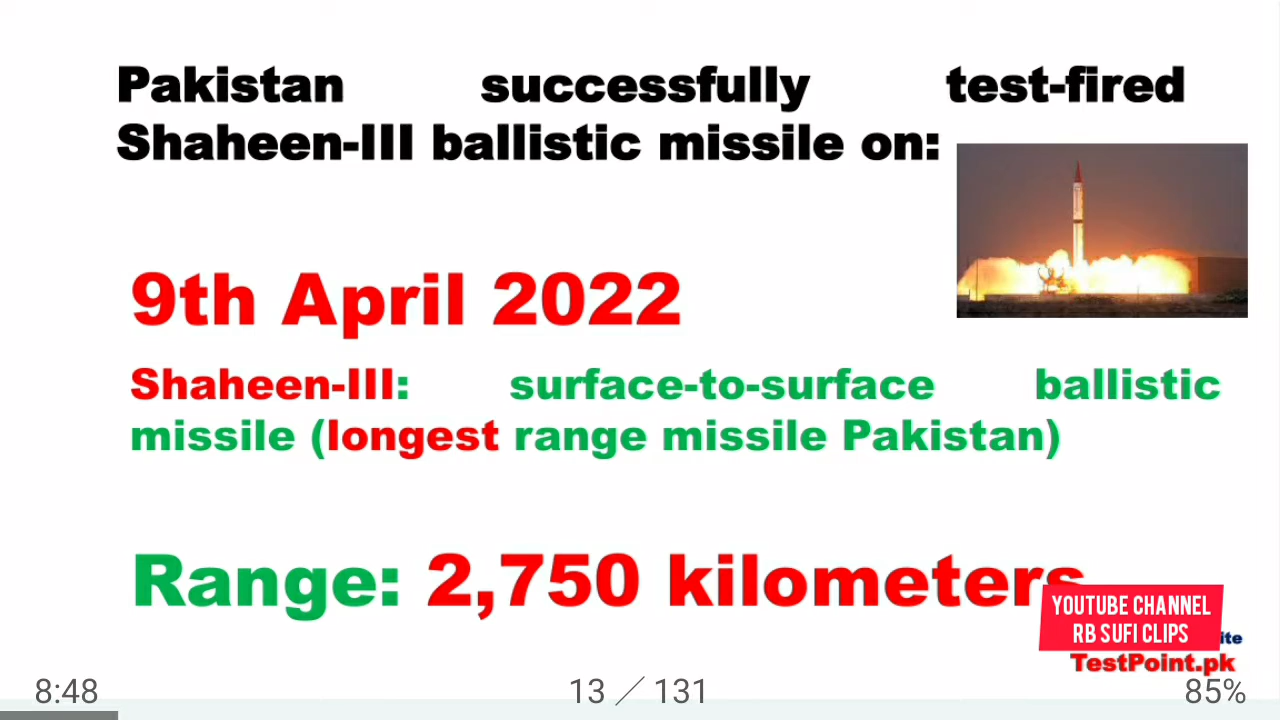 Pakistan successfully test-fired
Shaheen-III ballistic missile on:
9th April 2022
Shaheen-III: surface-to-surface ballistic
missile (longest range missile Pakistan)
Range: 2,750 kilometers
YOUTUBE CHANNEL
RB SUFI CLIPS
TestPoint.pk
8:48 13 / 131 85%